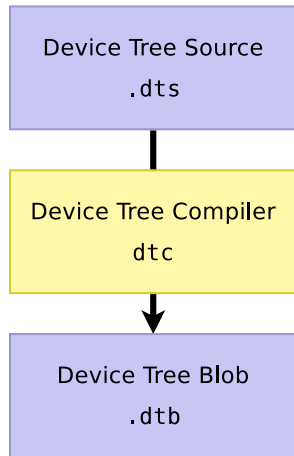 Device Tree Source
.dts
Device Tree Compiler
dtc
Device Tree Blob
.dtb